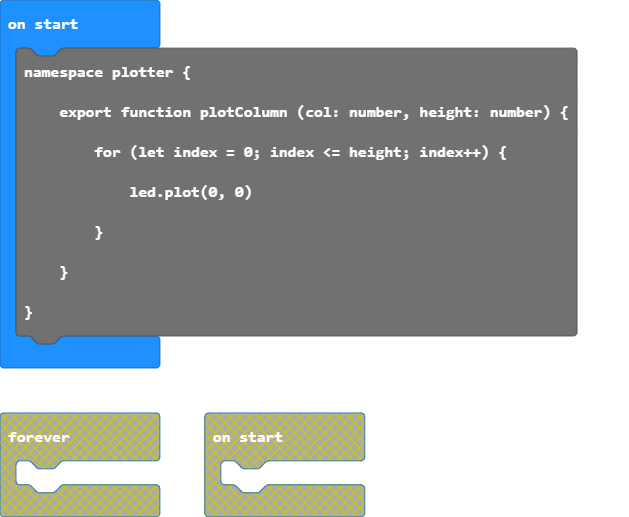 on start
namespace plotter {
export function plotColumn (col: number, height: number) {
for (let index = 0; index <= height; index++) {
led.plot(0, 0)
}
}
}
forever
on start